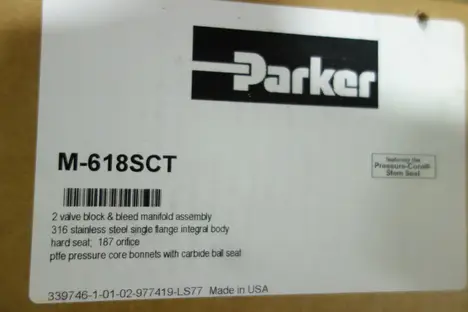 Parker
M-618SCT
featuring the
Pressure-Core®
Stem Seal
2 valve block & bleed manifold assembly
316 stainless steel single flange integral body
hard seat; 187 orifice
ptfe pressure core bonnets with carbide ball seat
339746-1-01-02-977419-LS77 Made in USA